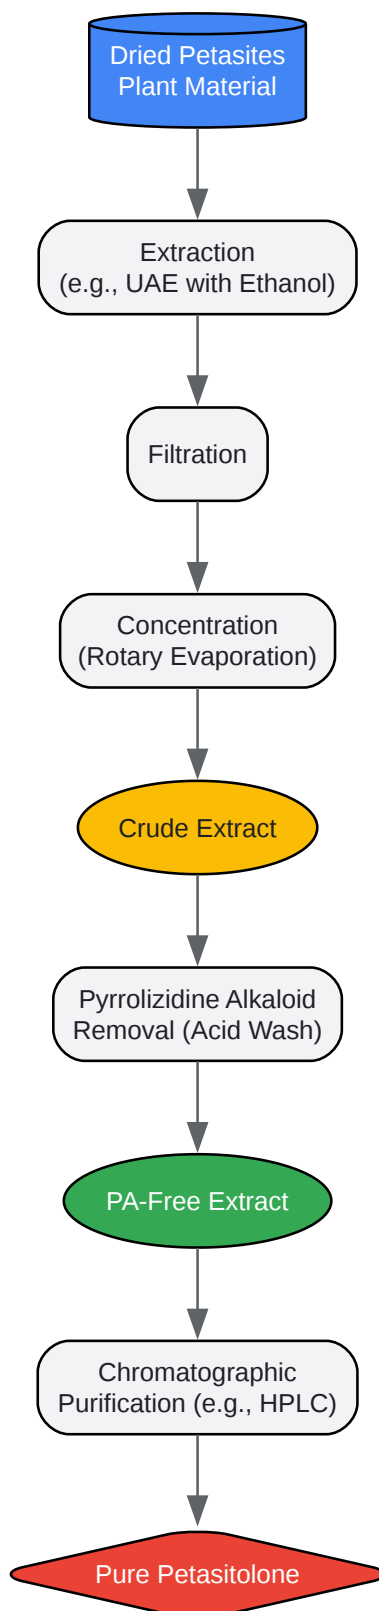 Dried Petasites
Plant Material
Extraction
(e.g., UAE with Ethanol)
Filtration
Concentration
(Rotary Evaporation)
Crude Extract
Pyrrolizidine Alkaloid
Removal (Acid Wash)
PA-Free Extract
Chromatographic
Purification (e.g., HPLC)
Pure Petasitolone